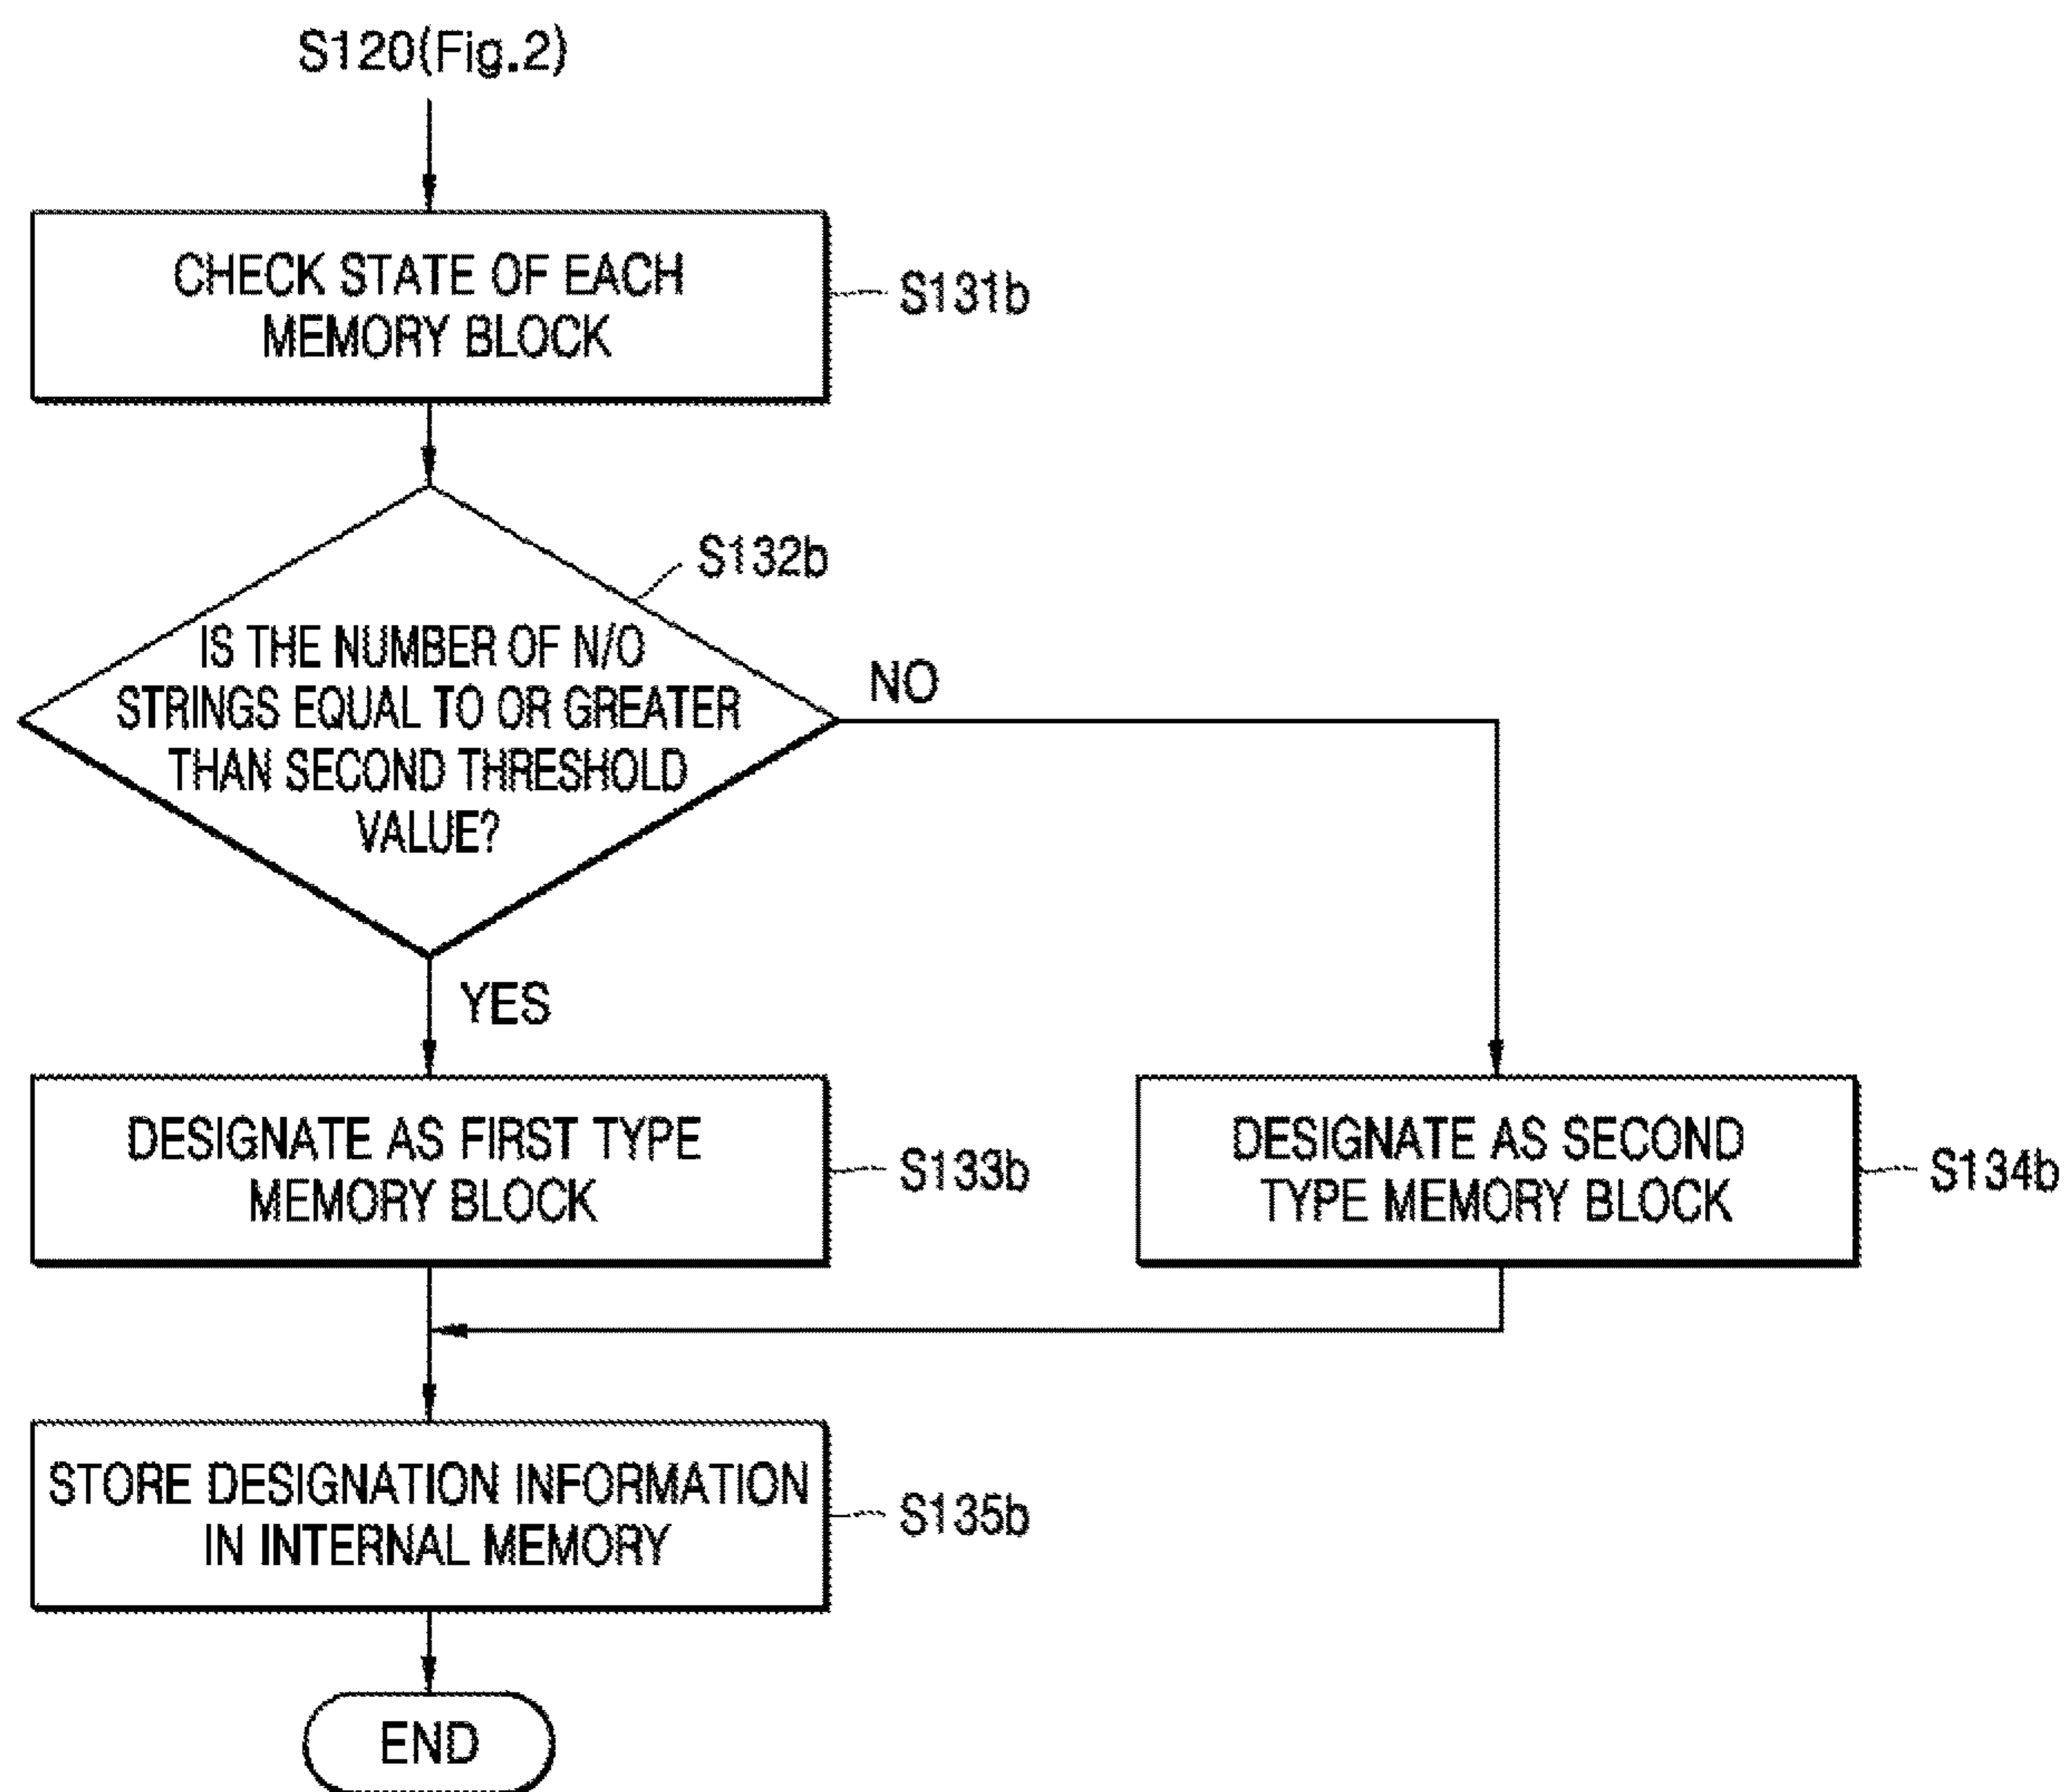 S120(Fig.2)
CHECK STATE OF EACH
MEMORY BLOCK
S131b
S132b
IS THE NUMBER OF N/O
STRINGS EQUAL TO OR GREATER
THAN SECOND THRESHOLD
VALUE?
NO
YES
DESIGNATE AS FIRST TYPE
MEMORY BLOCK
S133b
DESIGNATE AS SECOND
TYPE MEMORY BLOCK
S134b
STORE DESIGNATION INFORMATION
IN INTERNAL MEMORY
S135b
END